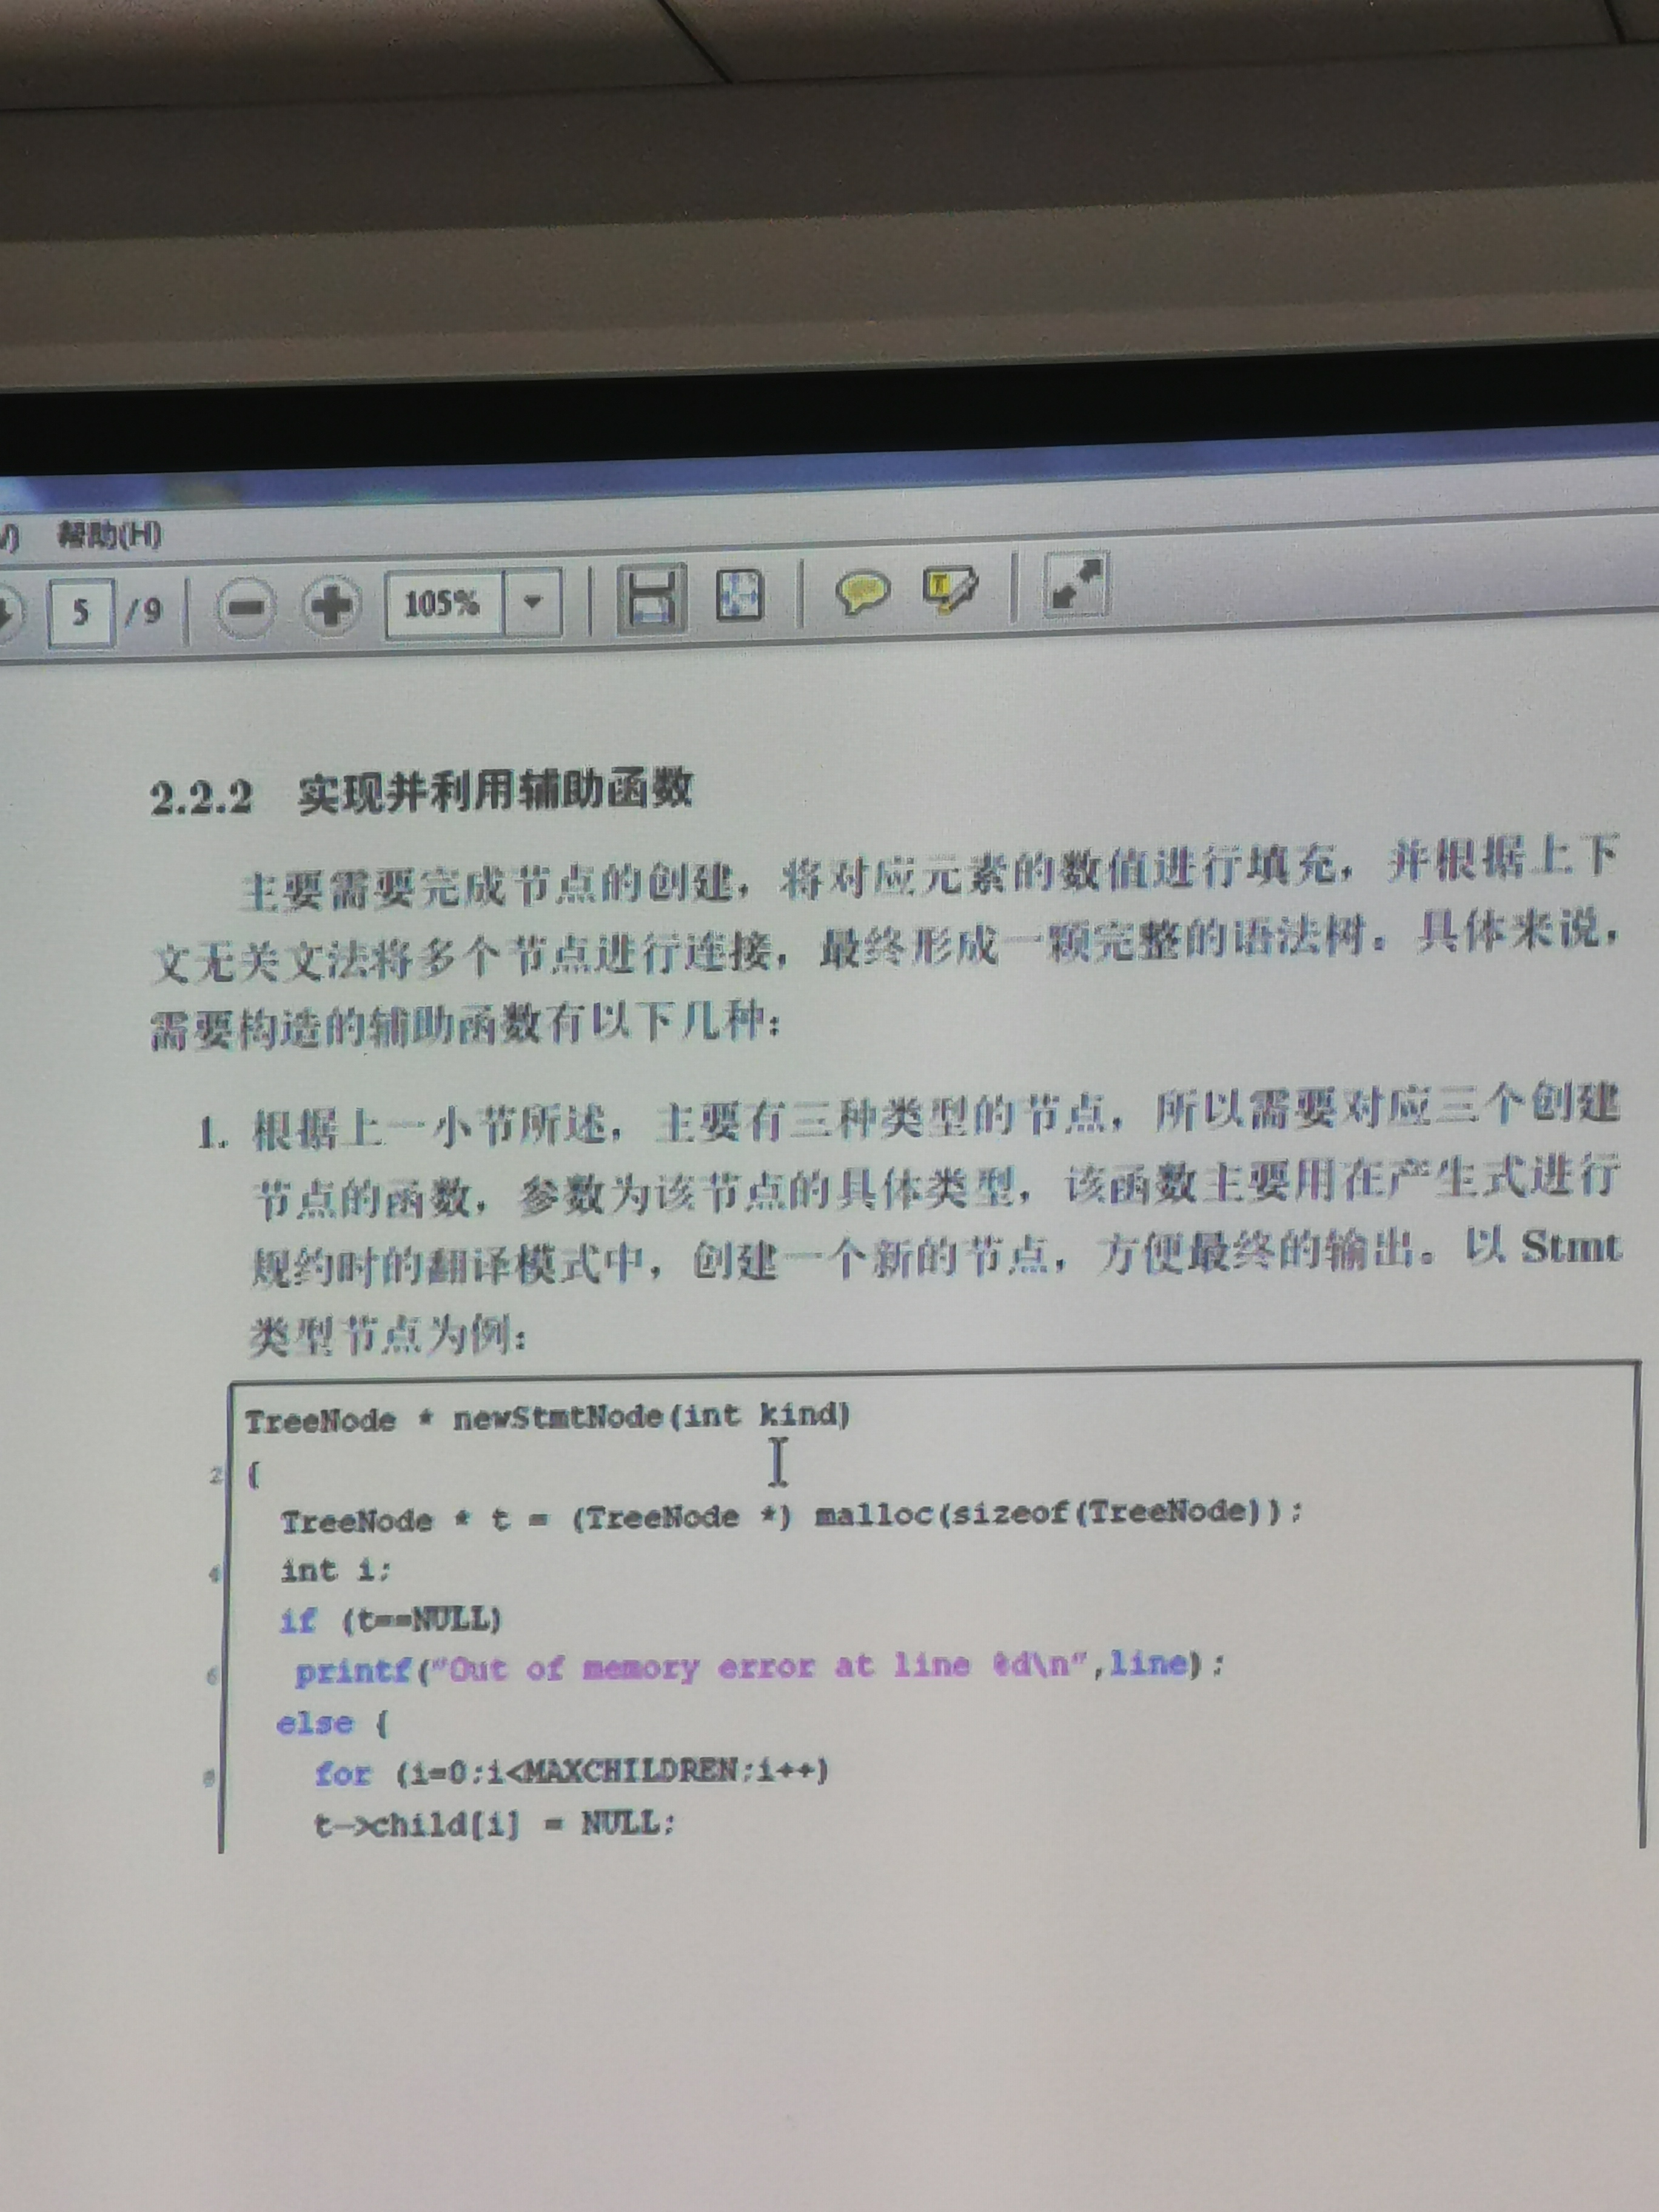 帮助(H)
5 /9 105%
2.2.2 实现并利用辅助函数
主要需要完成节点的创建，将对应元素的数值进行填充，并根据上下
文无关文法将多个节点进行连接，最终形成一颗完整的语法树。具体来说，
需要构造的辅助函数有以下几种：
1. 根据上一小节所述，主要有三种类型的节点，所以需要对应三个创建
节点的函数，参数为该节点的具体类型，该函数主要用在产生式进行
规约时的翻译模式中，创建一个新的节点，方便最终的输出。以 Stmt
类型节点为例：
TreeNode * newStmtNode(int kind)
2 {
TreeNode * t = (TreeNode *) malloc(sizeof(TreeNode));
4 int i;
if (t==NULL)
6 printf("Out of memory error at line %d\n",line);
else {
8 for (i=0;i<MAXCHILDREN;i++)
t->child[i] = NULL;